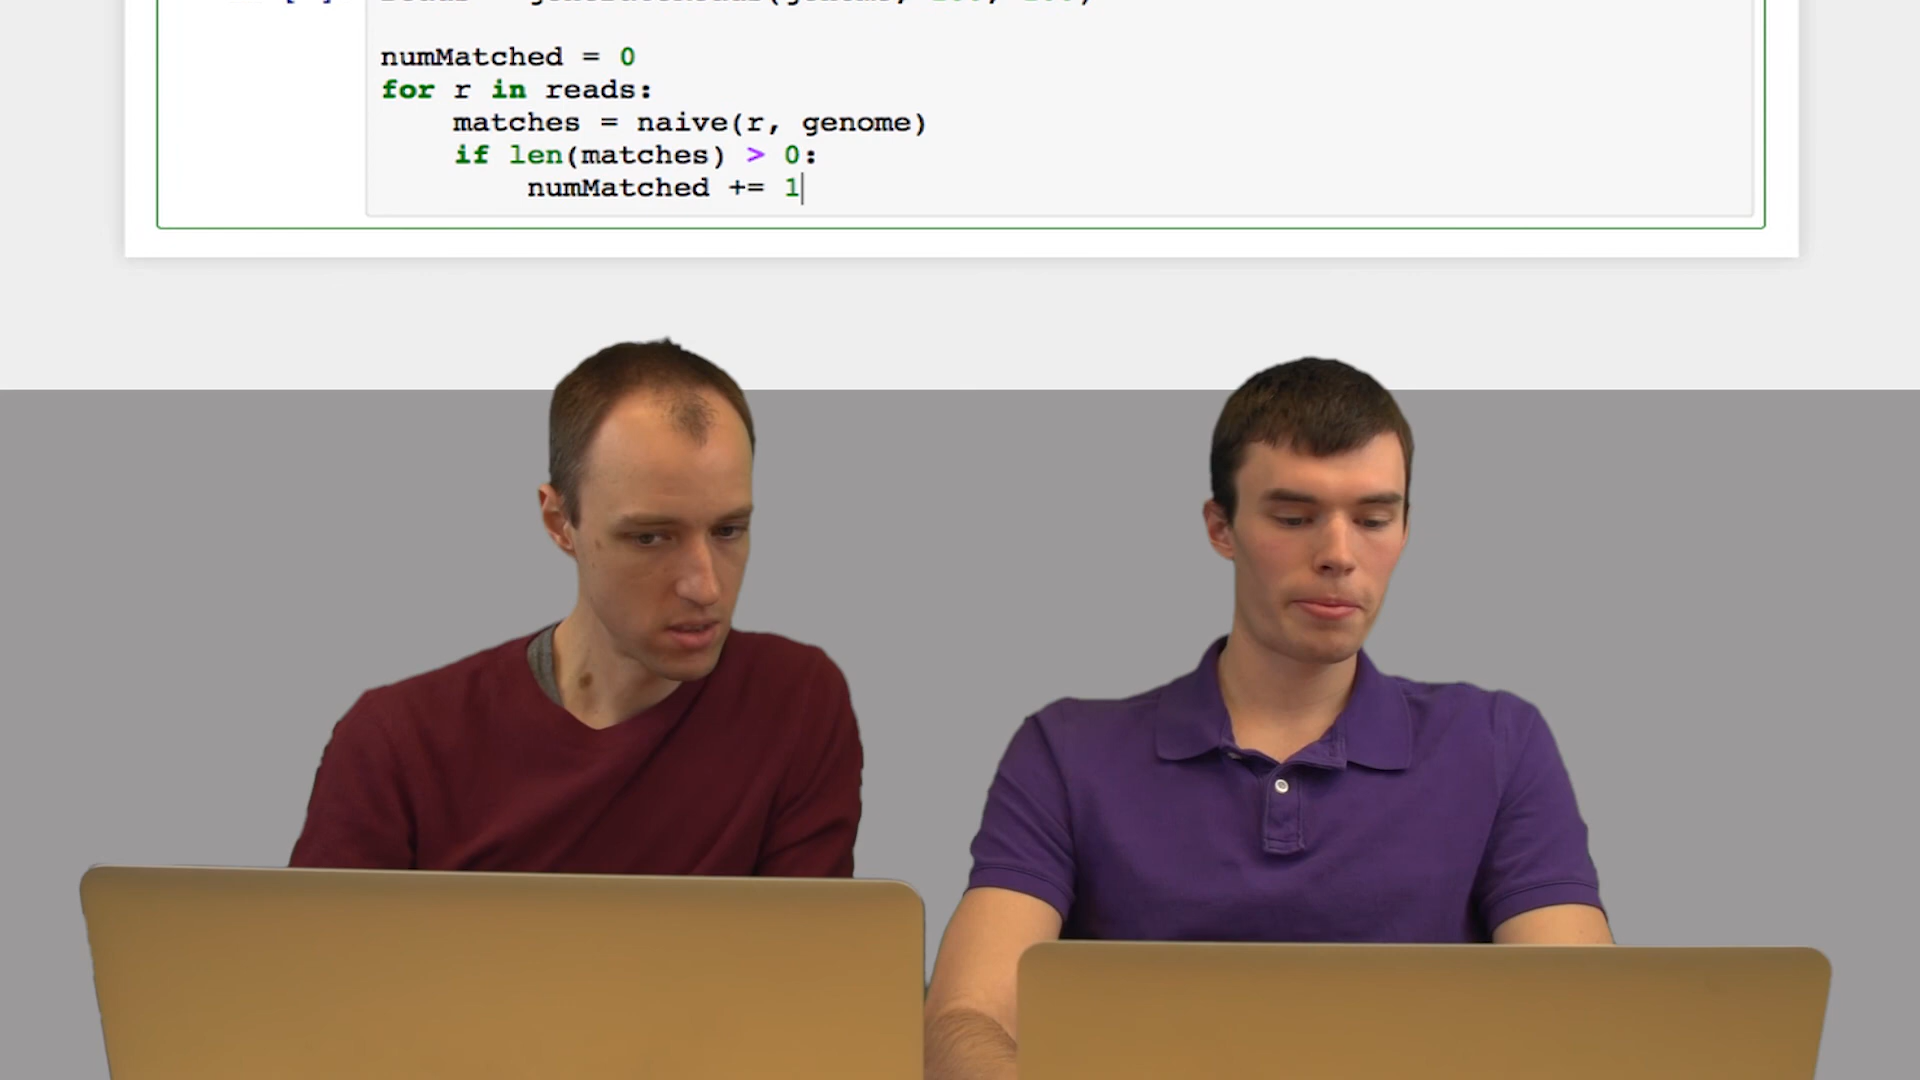 numMatched = 0
for r in reads:
matches = naive(r, genome)
if len(matches) > 0:
numMatched += 1